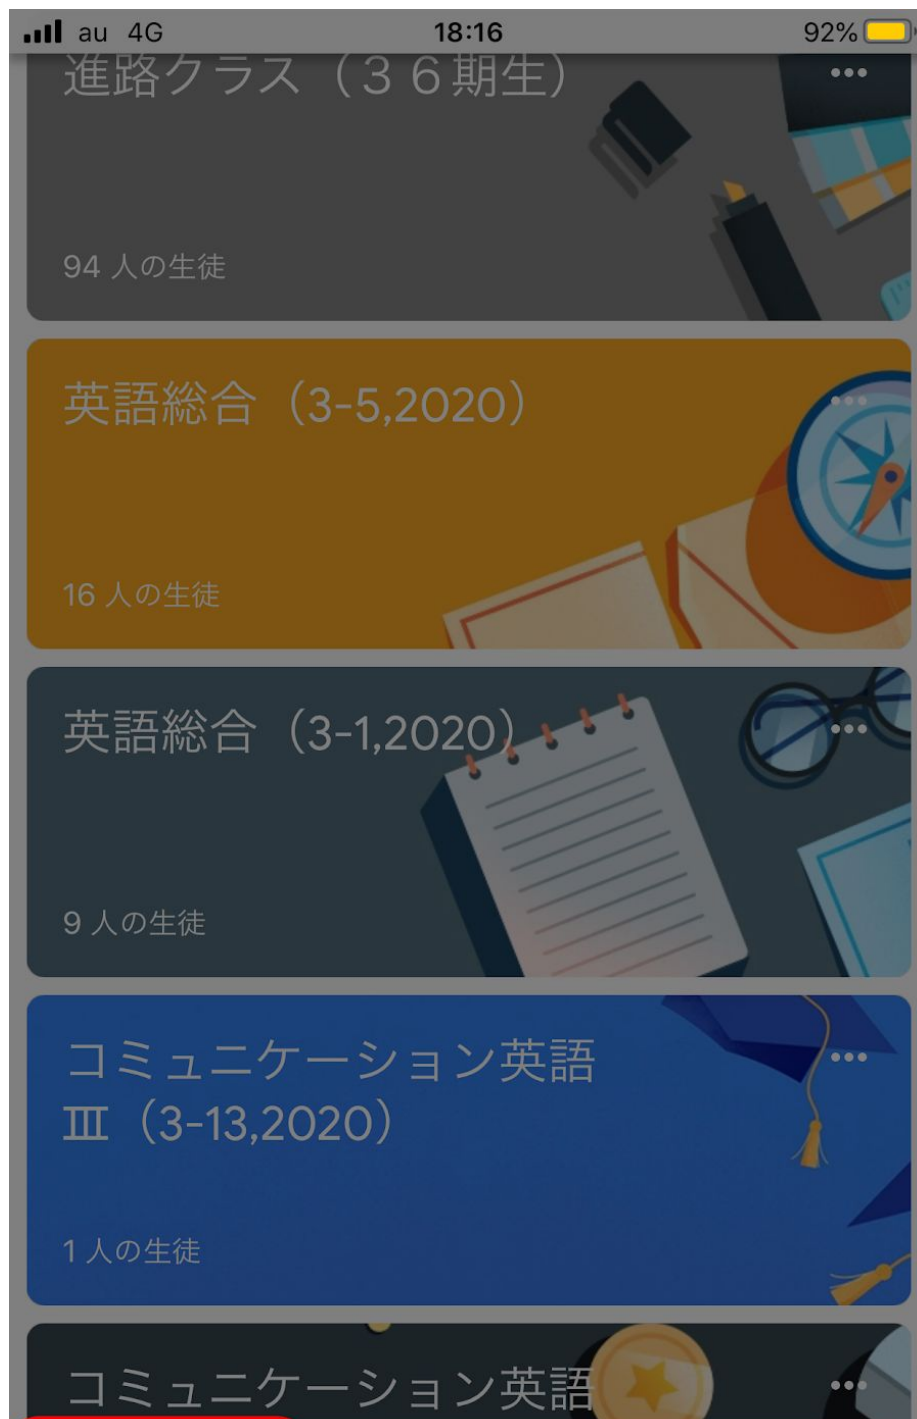 au 4G 18:16 92%
進路クラス（３６期生）
94 人の生徒
英語総合（3-5,2020）
16 人の生徒
英語総合（3-1,2020）
9 人の生徒
コミュニケーション英語
Ⅲ（3-13,2020）
1 人の生徒
コミュニケーション英語